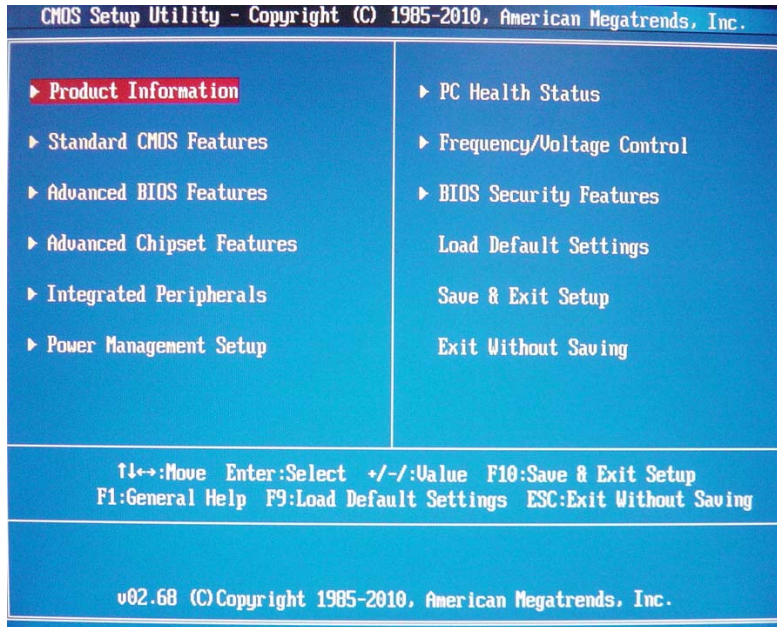 CMOS Setup Utility - Copyright (C) 1985-2010, American Megatrends, Inc.
▶ Product Information
▶ Standard CMOS Features
▶ Advanced BIOS Features
▶ Advanced Chipset Features
▶ Integrated Peripherals
▶ Power Management Setup
▶ PC Health Status
▶ Frequency/Voltage Control
▶ BIOS Security Features
Load Default Settings
Save & Exit Setup
Exit Without Saving
↑↓↔:Move Enter:Select +/-/:Value F10:Save & Exit Setup
F1:General Help F9:Load Default Settings ESC:Exit Without Saving
v02.68 (C)Copyright 1985-2010, American Megatrends, Inc.